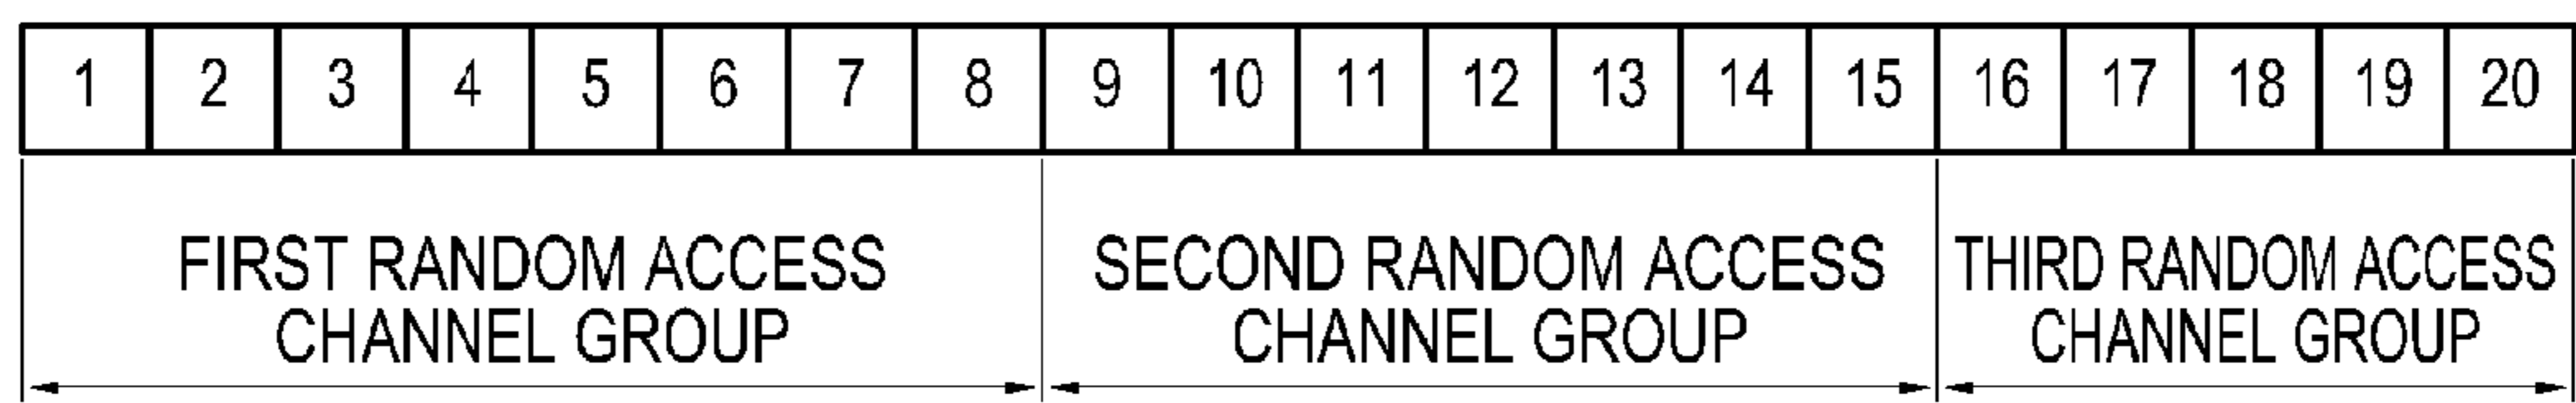 1 2 3 4 5 6 7 8 9 10 11 12 13 14 15 16 17 18 19 20
FIRST RANDOM ACCESS
CHANNEL GROUP
SECOND RANDOM ACCESS
CHANNEL GROUP
THIRD RANDOM ACCESS
CHANNEL GROUP